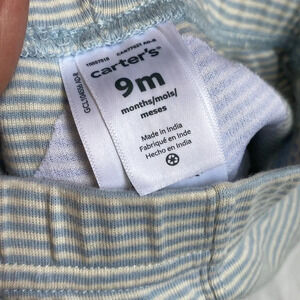 carter's
9m
months/mois/
meses
Made in India
Fabriqué en Inde
Hecho en India